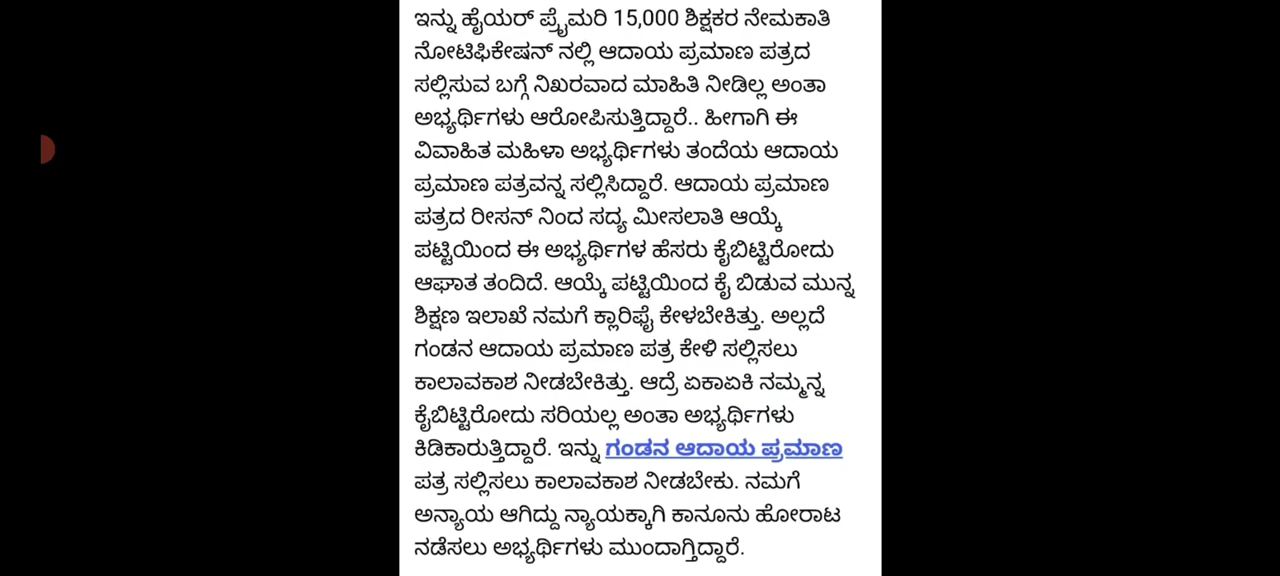 ಇನ್ನು ಹೈಯರ್ ಪ್ರೈಮರಿ 15,000 ಶಿಕ್ಷಕರ ನೇಮಕಾತಿ
ನೋಟಿಫಿಕೇಷನ್ ನಲ್ಲಿ ಆದಾಯ ಪ್ರಮಾಣ ಪತ್ರದ
ಸಲ್ಲಿಸುವ ಬಗ್ಗೆ ನಿಖರವಾದ ಮಾಹಿತಿ ನೀಡಿಲ್ಲ ಅಂತಾ
ಅಭ್ಯರ್ಥಿಗಳು ಆರೋಪಿಸುತ್ತಿದ್ದಾರೆ.. ಹೀಗಾಗಿ ಈ
ವಿವಾಹಿತ ಮಹಿಳಾ ಅಭ್ಯರ್ಥಿಗಳು ತಂದೆಯ ಆದಾಯ
ಪ್ರಮಾಣ ಪತ್ರವನ್ನ ಸಲ್ಲಿಸಿದ್ದಾರೆ. ಆದಾಯ ಪ್ರಮಾಣ
ಪತ್ರದ ರೀಸನ್ ನಿಂದ ಸದ್ಯ ಮೀಸಲಾತಿ ಆಯ್ಕೆ
ಪಟ್ಟಿಯಿಂದ ಈ ಅಭ್ಯರ್ಥಿಗಳ ಹೆಸರು ಕೈಬಿಟ್ಟಿರೋದು
ಆಘಾತ ತಂದಿದೆ. ಆಯ್ಕೆ ಪಟ್ಟಿಯಿಂದ ಕೈ ಬಿಡುವ ಮುನ್ನ
ಶಿಕ್ಷಣ ಇಲಾಖೆ ನಮಗೆ ಕ್ಲಾರಿಫೈ ಕೇಳಬೇಕಿತ್ತು. ಅಲ್ಲದೆ
ಗಂಡನ ಆದಾಯ ಪ್ರಮಾಣ ಪತ್ರ ಕೇಳಿ ಸಲ್ಲಿಸಲು
ಕಾಲಾವಕಾಶ ನೀಡಬೇಕಿತ್ತು. ಆದ್ರೆ ಏಕಾಏಕಿ ನಮ್ಮನ್ನ
ಕೈಬಿಟ್ಟಿರೋದು ಸರಿಯಲ್ಲ ಅಂತಾ ಅಭ್ಯರ್ಥಿಗಳು
ಕಿಡಿಕಾರುತ್ತಿದ್ದಾರೆ. ಇನ್ನು ಗಂಡನ ಆದಾಯ ಪ್ರಮಾಣ
ಪತ್ರ ಸಲ್ಲಿಸಲು ಕಾಲಾವಕಾಶ ನೀಡಬೇಕು. ನಮಗೆ
ಅನ್ಯಾಯ ಆಗಿದ್ದು ನ್ಯಾಯಕ್ಕಾಗಿ ಕಾನೂನು ಹೋರಾಟ
ನಡೆಸಲು ಅಭ್ಯರ್ಥಿಗಳು ಮುಂದಾಗ್ತಿದ್ದಾರೆ.